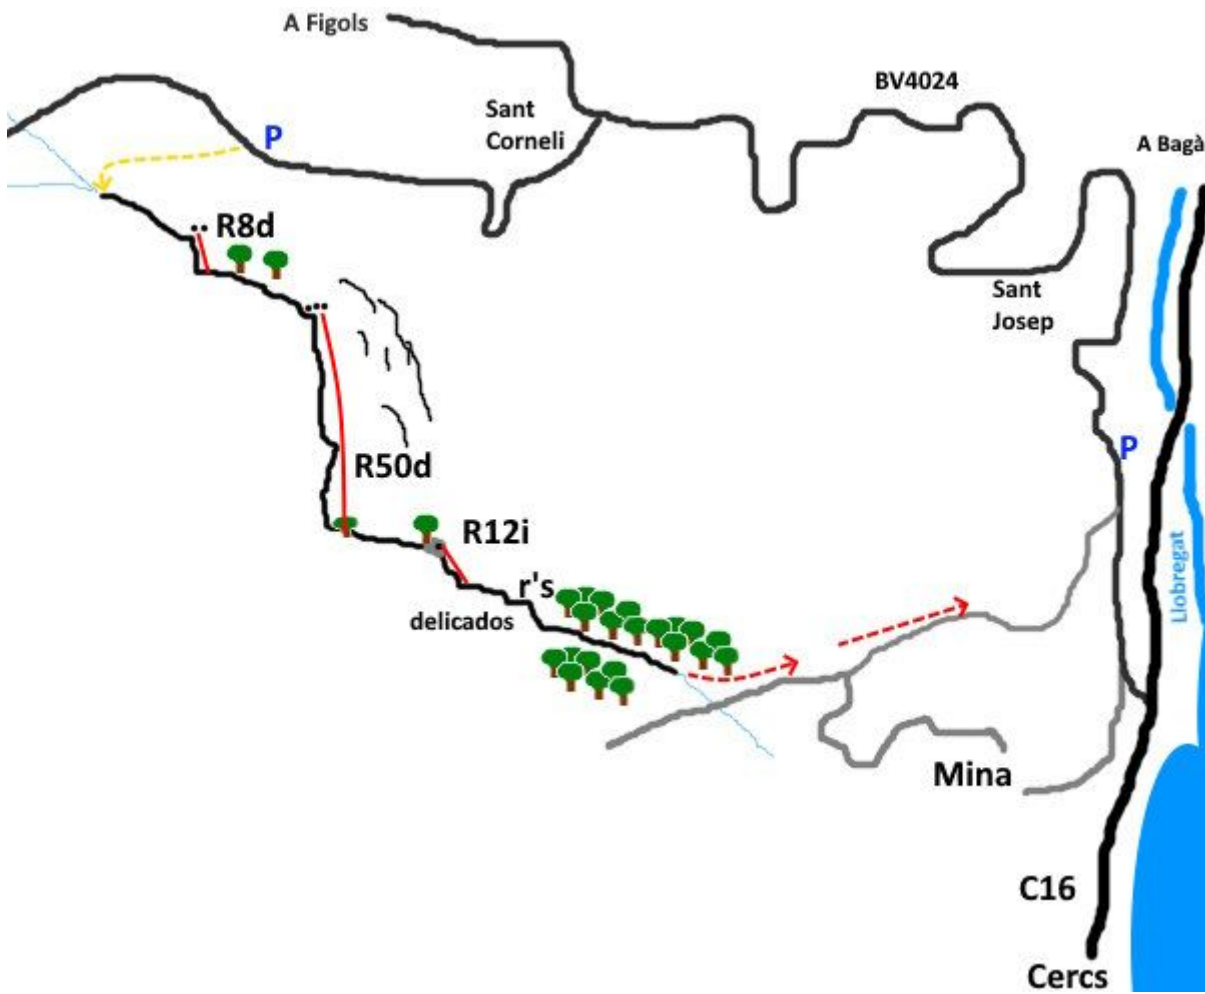 A Figols
BV4024
Sant
Corneli
P
A Bagà
R8d
Sant
Josep
P
R50d
R12i
r's
delicados
Llobregat
Mina
C16
Cercs